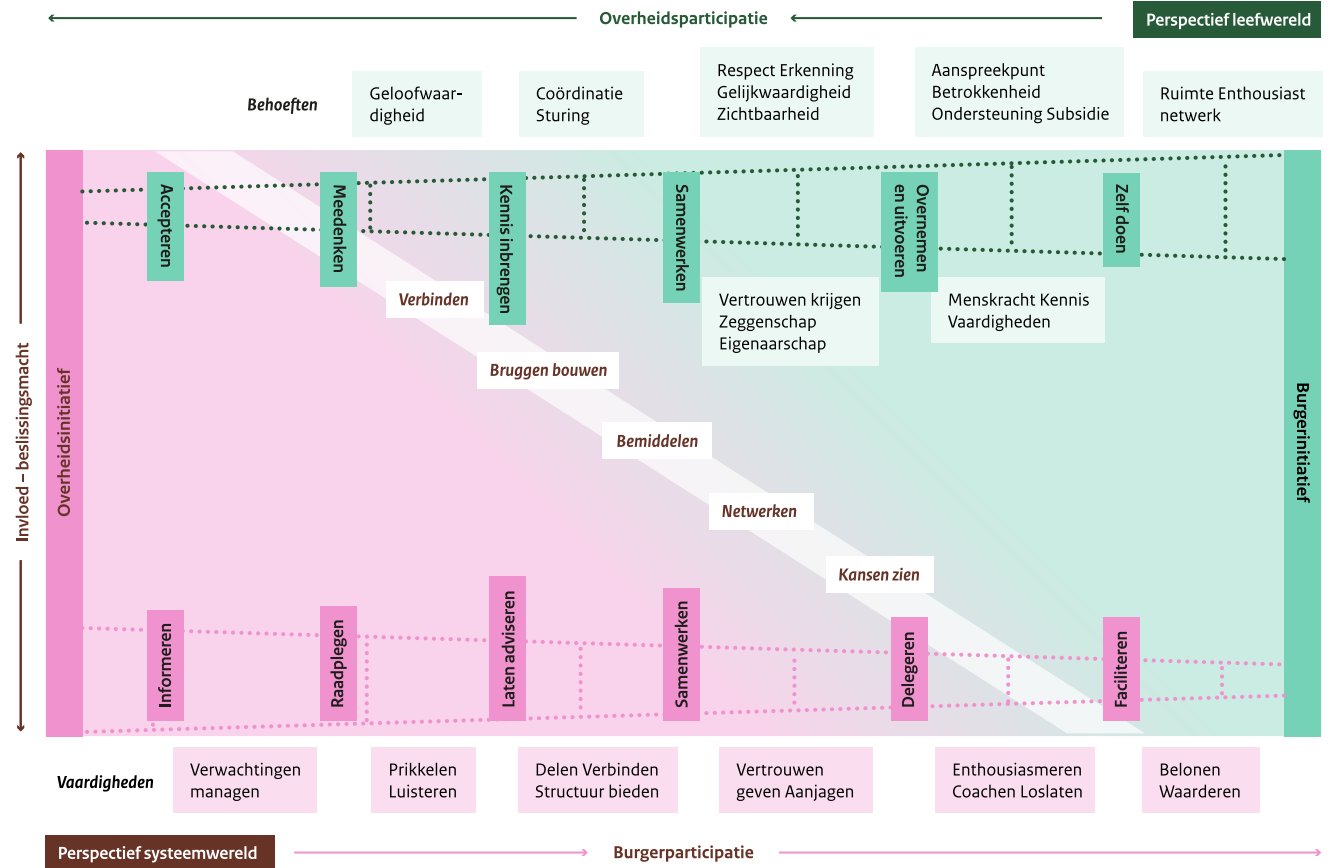 Overheidsparticipatie
Perspectief leefwereld
Behoeften
Geloofwaar-
digheid
Coördinatie
Sturing
Respect Erkenning
Gelijkwaardigheid
Zichtbaarheid
Aanspreekpunt
Betrokkenheid
Ondersteuning Subsidie
Ruimte Enthousiast
netwerk
Invloed – beslissingsmacht
Overheidsinitiatief
Accepteren
Meedenken
Kennis inbrengen
Samenwerken
Overnemen
en uitvoeren
Zelf doen
Burgerinitiatief
Vertrouwen krijgen
Zeggenschap
Eigenaarschap
Menskracht Kennis
Vaardigheden
Verbinden
Bruggen bouwen
Bemiddelen
Netwerken
Kansen zien
Informeren
Raadplegen
Laten adviseren
Samenwerken
Delegeren
Faciliteren
Vaardigheden
Verwachtingen
managen
Prikkelen
Luisteren
Delen Verbinden
Structuur bieden
Vertrouwen
geven Aanjagen
Enthousiasmeren
Coachen Loslaten
Belonen
Waarderen
Perspectief systeemwereld
Burgerparticipatie